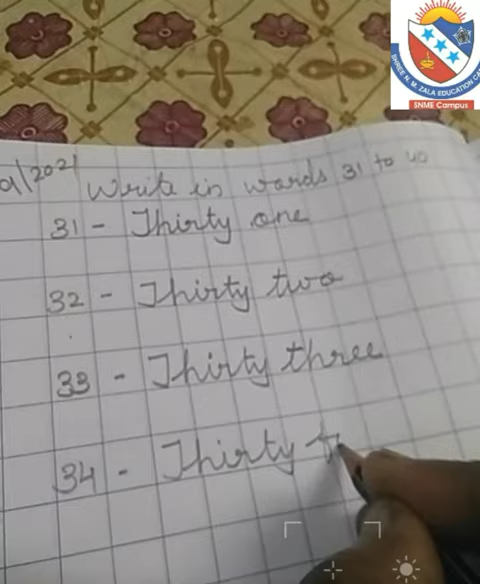 SHREE N. M. ZALA EDUCATION
SNME Campus
9/2021
Write in words 31 to 40
31 - Thirty one
32 - Thirty two
33 - Thirty three
34 - Thirty